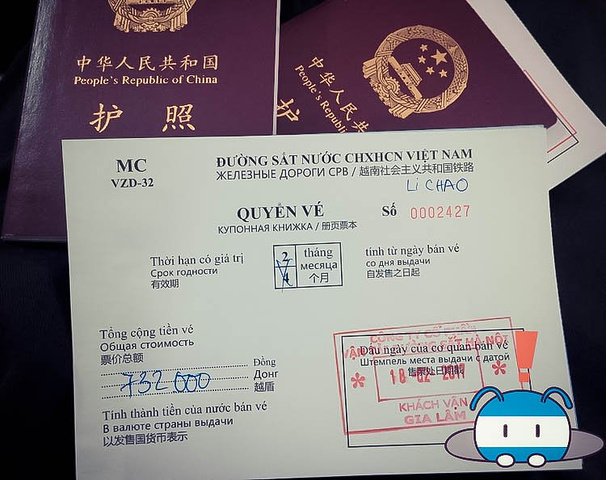 中华人民共和国
People's Republic of China
护照
中华人民共和国
People's Republic of China
护
MC
VZD-32
ĐƯỜNG SẮT NƯỚC CHXHCN VIỆT NAM
ЖЕЛЕЗНЫЕ ДОРОГИ СРВ / 越南社会主义共和国铁路
Li CHAO
QUYỂN VÉ
КУПОННАЯ КНИЖКА / 册页票本
Số 0002427
Thời hạn có giá trị
Срок годности
有效期
2
4
tháng
месяца
个月
tính từ ngày bán vé
со дня выдачи
自发售之日起
Tổng cộng tiền vé
Общая стоимость
票价总额
732 000
Đồng
Донг
越盾
Tính thành tiền của nước bán vé
В валюте страны выдачи
以发售国货币表示
Dấu ngày của cơ quan bán vé
Штемпель места выдачи с датой
售票处日期戳
18-02-2017
KHÁCH VẬN
GIA LÂM